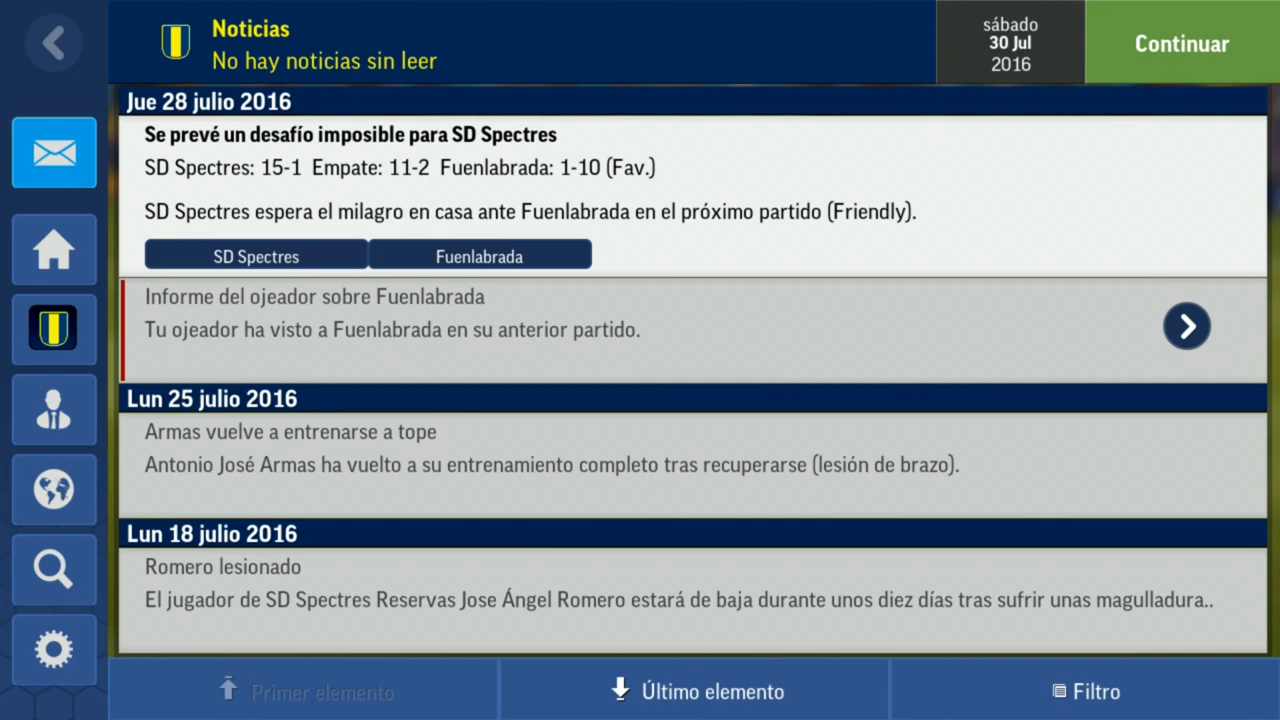 Noticias
No hay noticias sin leer
sábado
30 Jul
2016
Continuar
Jue 28 julio 2016
Se prevé un desafío imposible para SD Spectres
SD Spectres: 15-1 Empate: 11-2 Fuenlabrada: 1-10 (Fav.)
SD Spectres espera el milagro en casa ante Fuenlabrada en el próximo partido (Friendly).
SD Spectres
Fuenlabrada
Informe del ojeador sobre Fuenlabrada
Tu ojeador ha visto a Fuenlabrada en su anterior partido.
Lun 25 julio 2016
Armas vuelve a entrenarse a tope
Antonio José Armas ha vuelto a su entrenamiento completo tras recuperarse (lesión de brazo).
Lun 18 julio 2016
Romero lesionado
El jugador de SD Spectres Reservas Jose Ángel Romero estará de baja durante unos diez días tras sufrir unas magulladura..
Primer elemento
Último elemento
Filtro